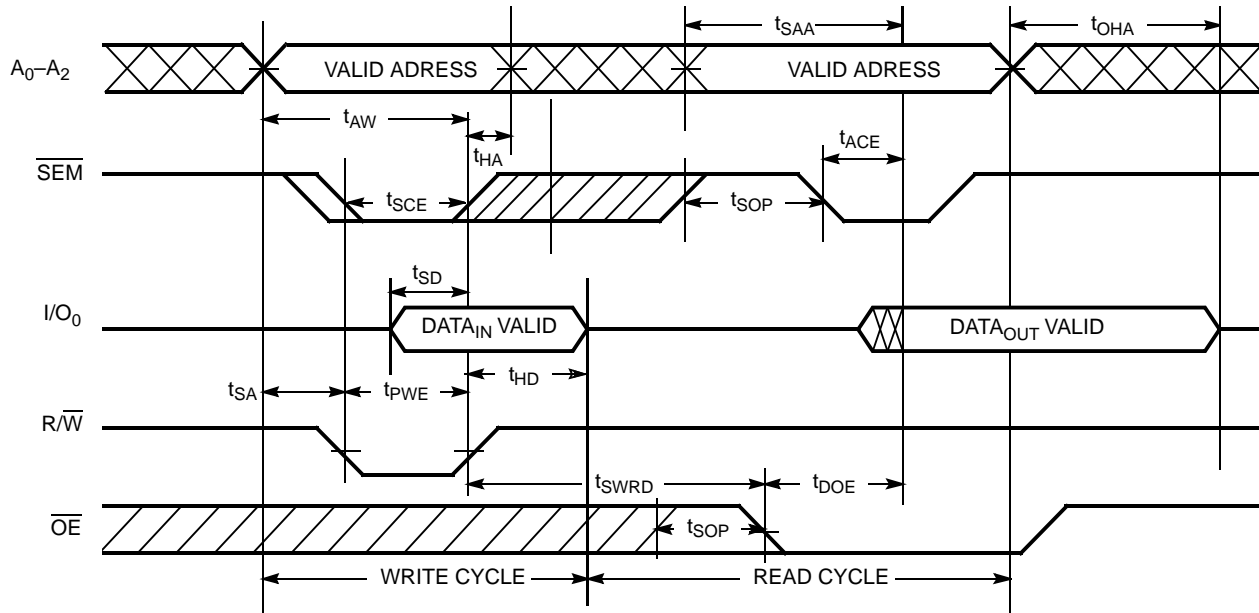 tSAA
tOHA
A0–A2
VALID ADRESS
VALID ADRESS
tAW
tHA
tACE
SEM
tSCE
tSOP
tSD
I/O0
DATAIN VALID
DATAOUT VALID
tSA
tPWE
tHD
R/W
tSWRD
tDOE
OE
tSOP
WRITE CYCLE
READ CYCLE